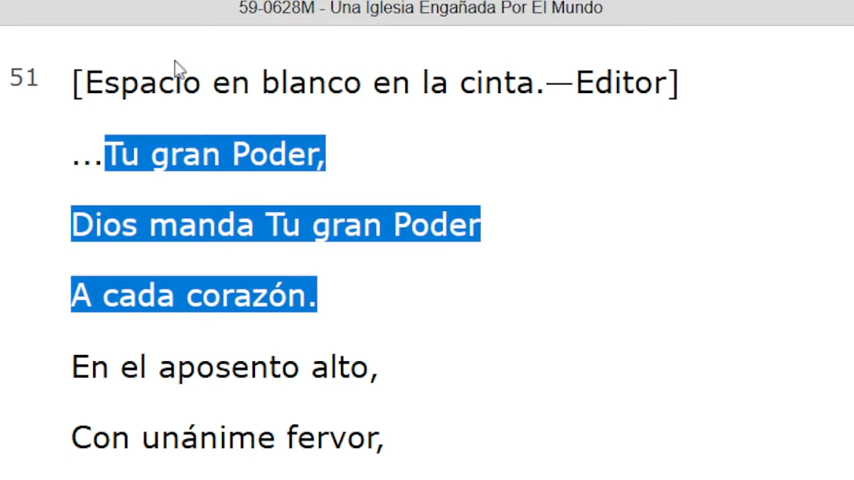 59-0628M - Una Iglesia Engañada Por El Mundo
51 [Espacio en blanco en la cinta.—Editor]
...Tu gran Poder,
Dios manda Tu gran Poder
A cada corazón.
En el aposento alto,
Con unánime fervor,